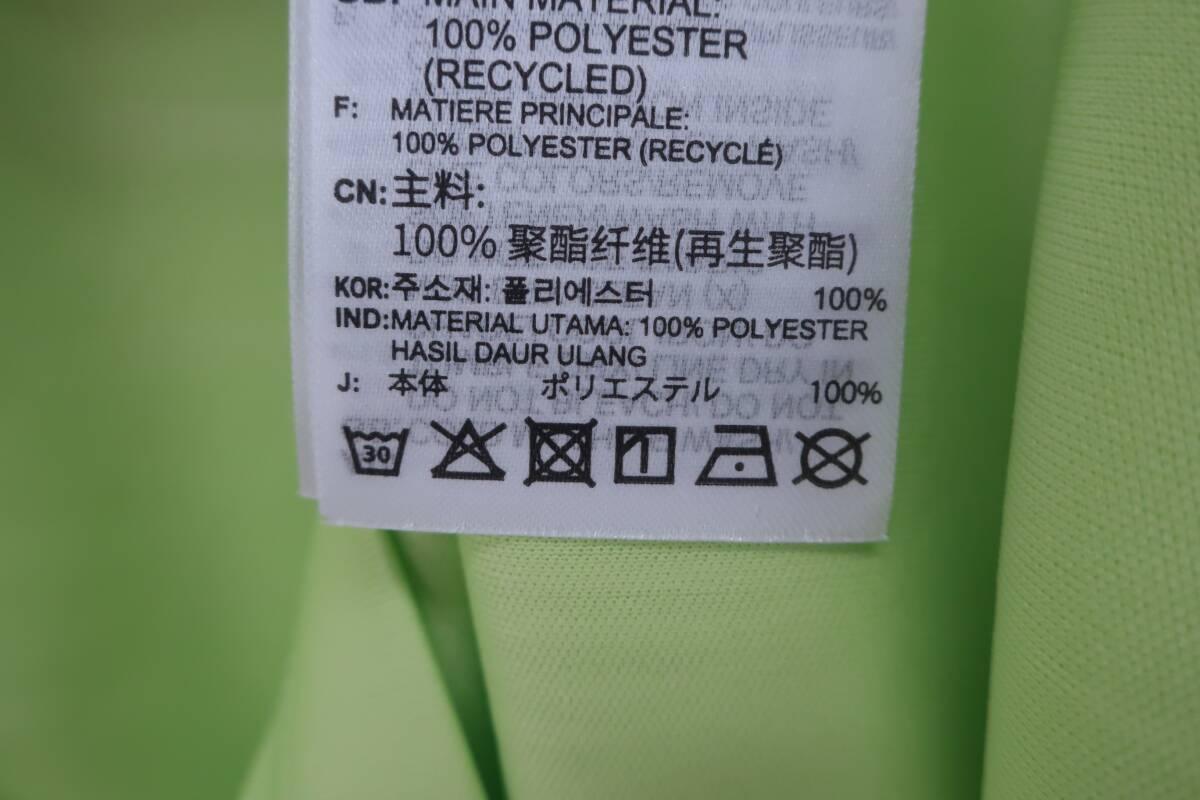 MAIN MATERIAL:
100% POLYESTER
(RECYCLED)
F: MATIERE PRINCIPALE:
100% POLYESTER (RECYCLÉ)
CN: 主料:
100% 聚酯纤维(再生聚酯)
KOR: 주소재: 폴리에스터 100%
IND: MATERIAL UTAMA: 100% POLYESTER
HASIL DAUR ULANG
J: 本体 ポリエステル 100%
30